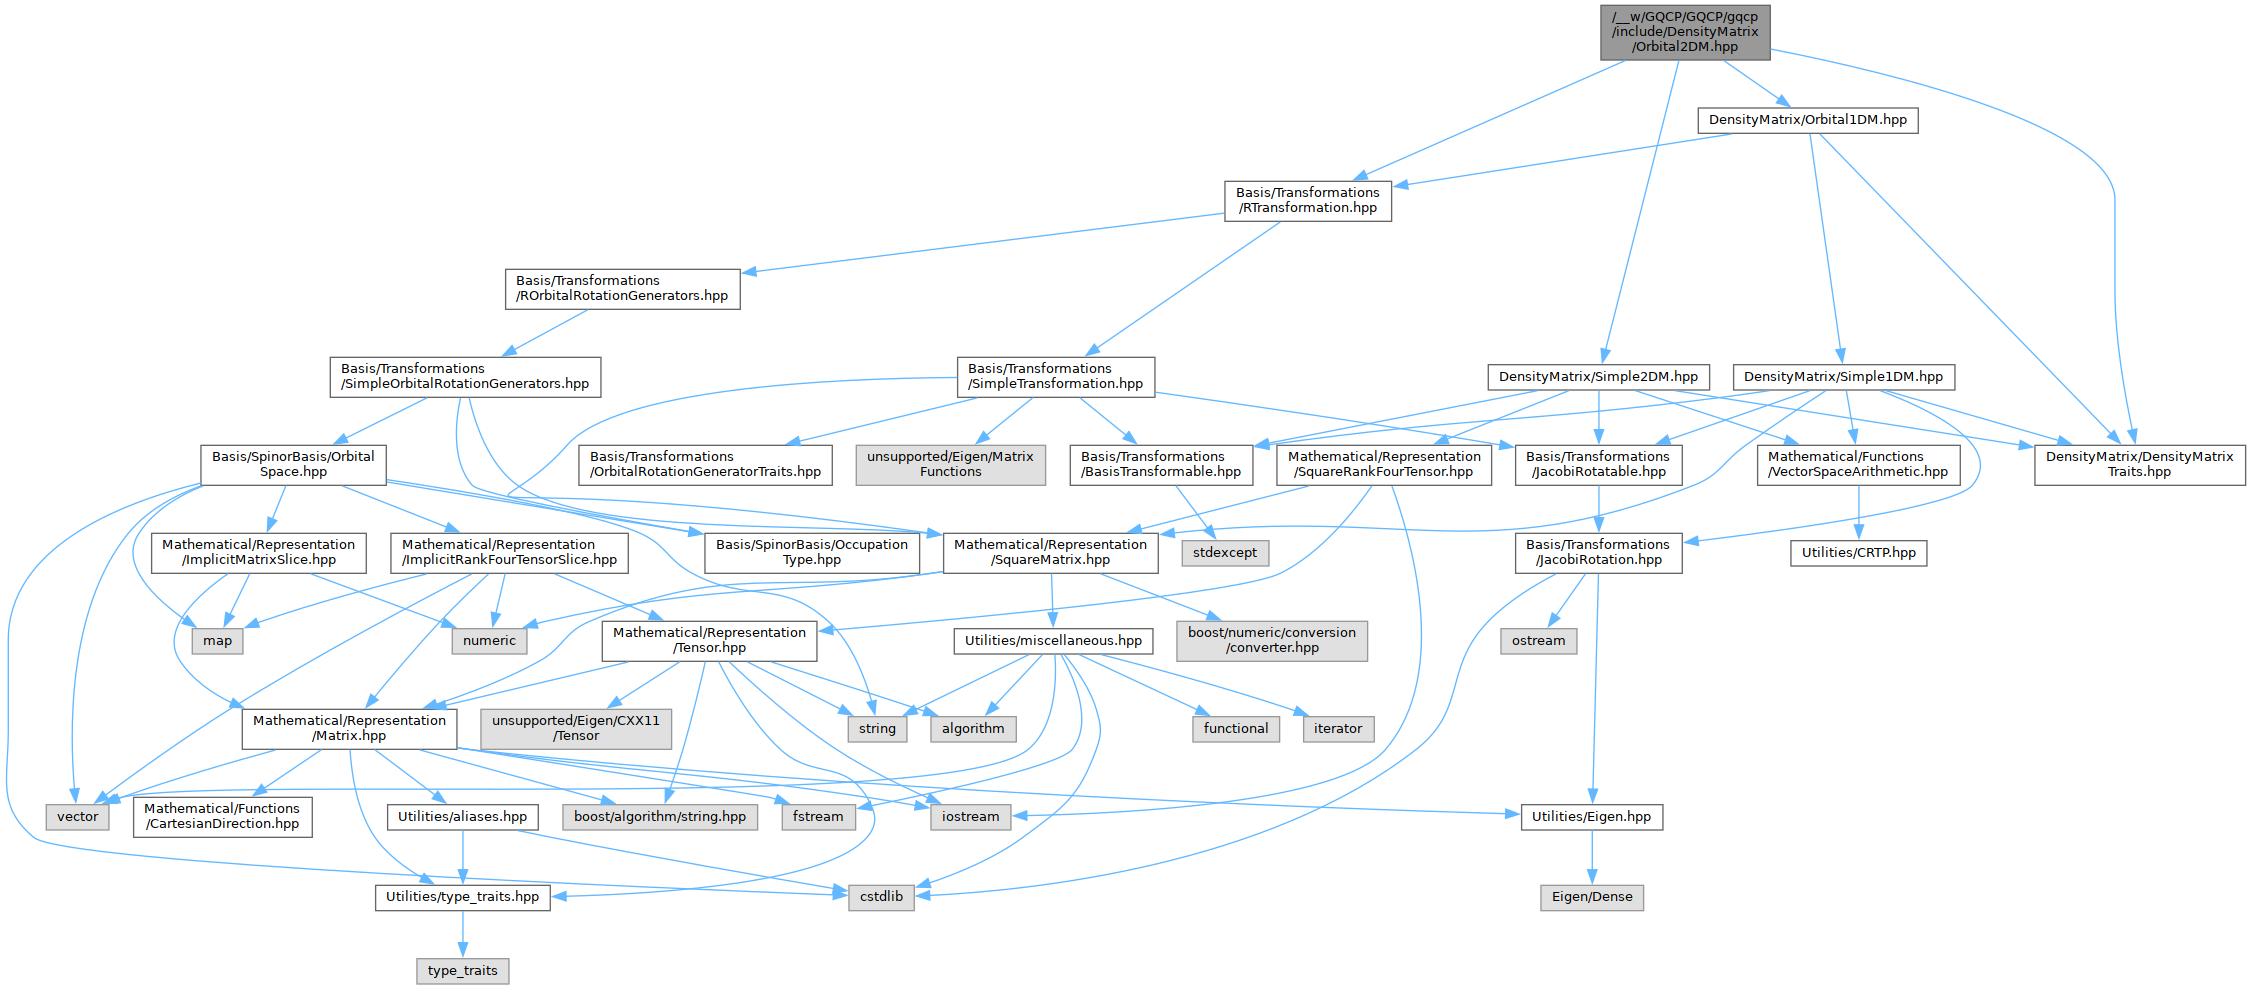 /__w/GQCP/GQCP/gqcp
/include/DensityMatrix
/Orbital2DM.hpp
DensityMatrix/Orbital1DM.hpp
Basis/Transformations
/RTransformation.hpp
Basis/Transformations
/ROrbitalRotationGenerators.hpp
Basis/Transformations
/SimpleOrbitalRotationGenerators.hpp
Basis/Transformations
/SimpleTransformation.hpp
DensityMatrix/Simple2DM.hpp
DensityMatrix/Simple1DM.hpp
Basis/SpinorBasis/Orbital
Space.hpp
Basis/Transformations
/OrbitalRotationGeneratorTraits.hpp
unsupported/Eigen/Matrix
Functions
Basis/Transformations
/BasisTransformable.hpp
Mathematical/Representation
/SquareRankFourTensor.hpp
Basis/Transformations
/JacobiRotatable.hpp
Mathematical/Functions
/VectorSpaceArithmetic.hpp
DensityMatrix/DensityMatrix
Traits.hpp
Mathematical/Representation
/ImplicitMatrixSlice.hpp
Mathematical/Representation
/ImplicitRankFourTensorSlice.hpp
Basis/SpinorBasis/Occupation
Type.hpp
Mathematical/Representation
/SquareMatrix.hpp
stdexcept
Basis/Transformations
/JacobiRotation.hpp
Utilities/CRTP.hpp
map
numeric
Mathematical/Representation
/Tensor.hpp
Utilities/miscellaneous.hpp
boost/numeric/conversion
/converter.hpp
ostream
Mathematical/Representation
/Matrix.hpp
unsupported/Eigen/CXX11
/Tensor
string
algorithm
functional
iterator
vector
Mathematical/Functions
/CartesianDirection.hpp
Utilities/aliases.hpp
boost/algorithm/string.hpp
fstream
iostream
Utilities/Eigen.hpp
Utilities/type_traits.hpp
cstdlib
Eigen/Dense
type_traits